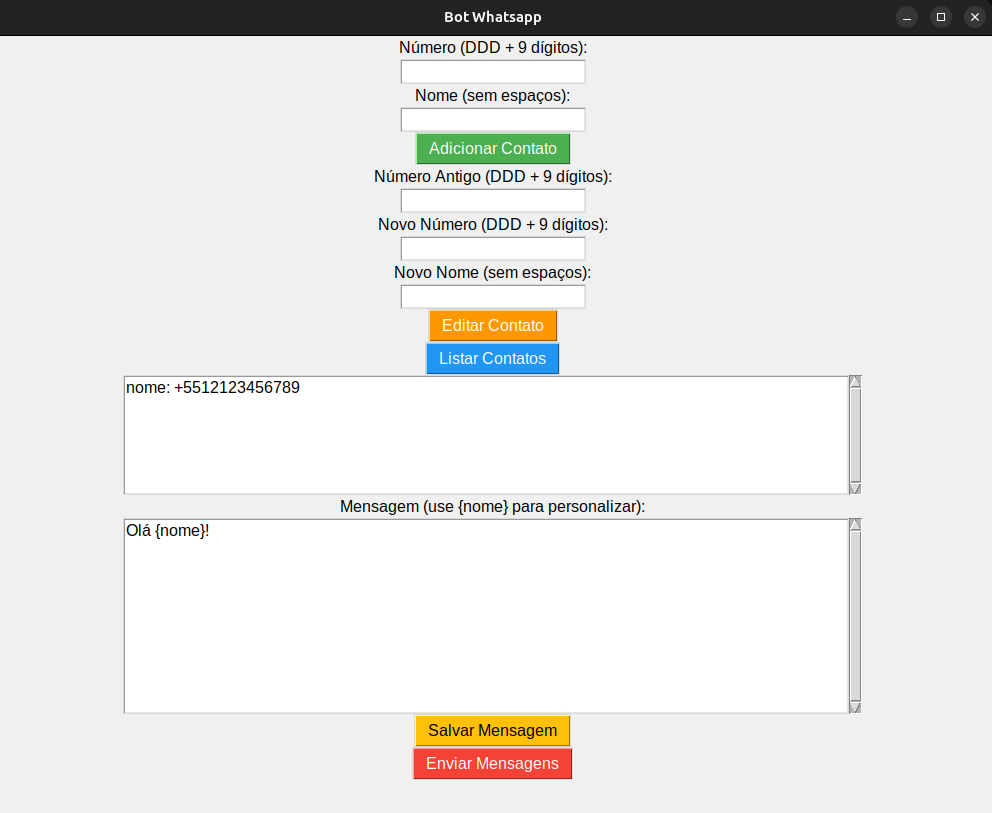 Bot Whatsapp
Número (DDD + 9 dígitos):
Nome (sem espaços):
Adicionar Contato
Número Antigo (DDD + 9 dígitos):
Novo Número (DDD + 9 dígitos):
Novo Nome (sem espaços):
Editar Contato
Listar Contatos
nome: +5512123456789
Mensagem (use {nome} para personalizar):
Olá {nome}!
Salvar Mensagem
Enviar Mensagens